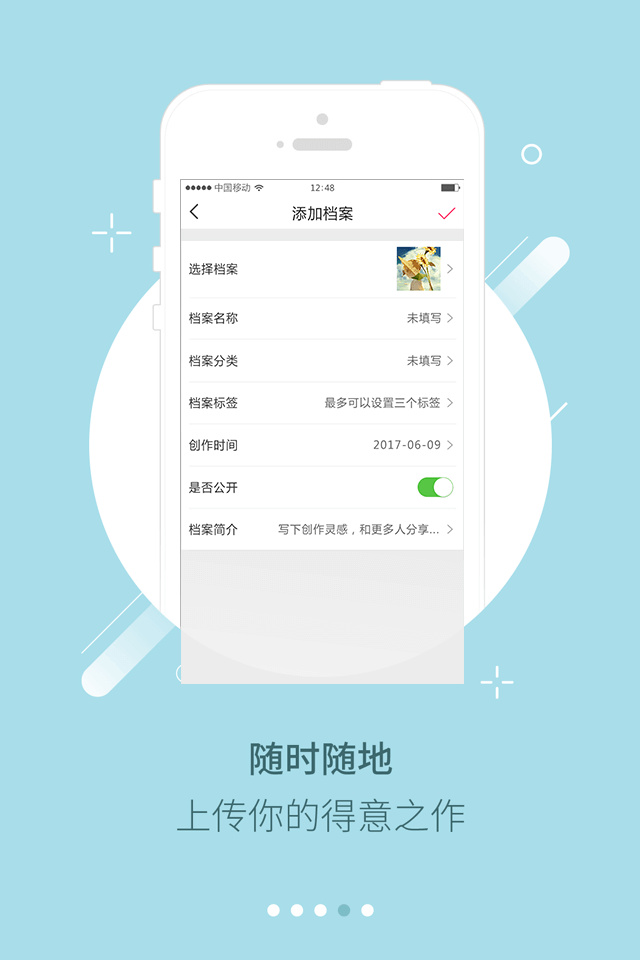 中国移动 12:48
添加档案
选择档案
档案名称 未填写
档案分类 未填写
档案标签 最多可以设置三个标签
创作时间 2017-06-09
是否公开
档案简介 写下创作灵感，和更多人分享...
随时随地
上传你的得意之作